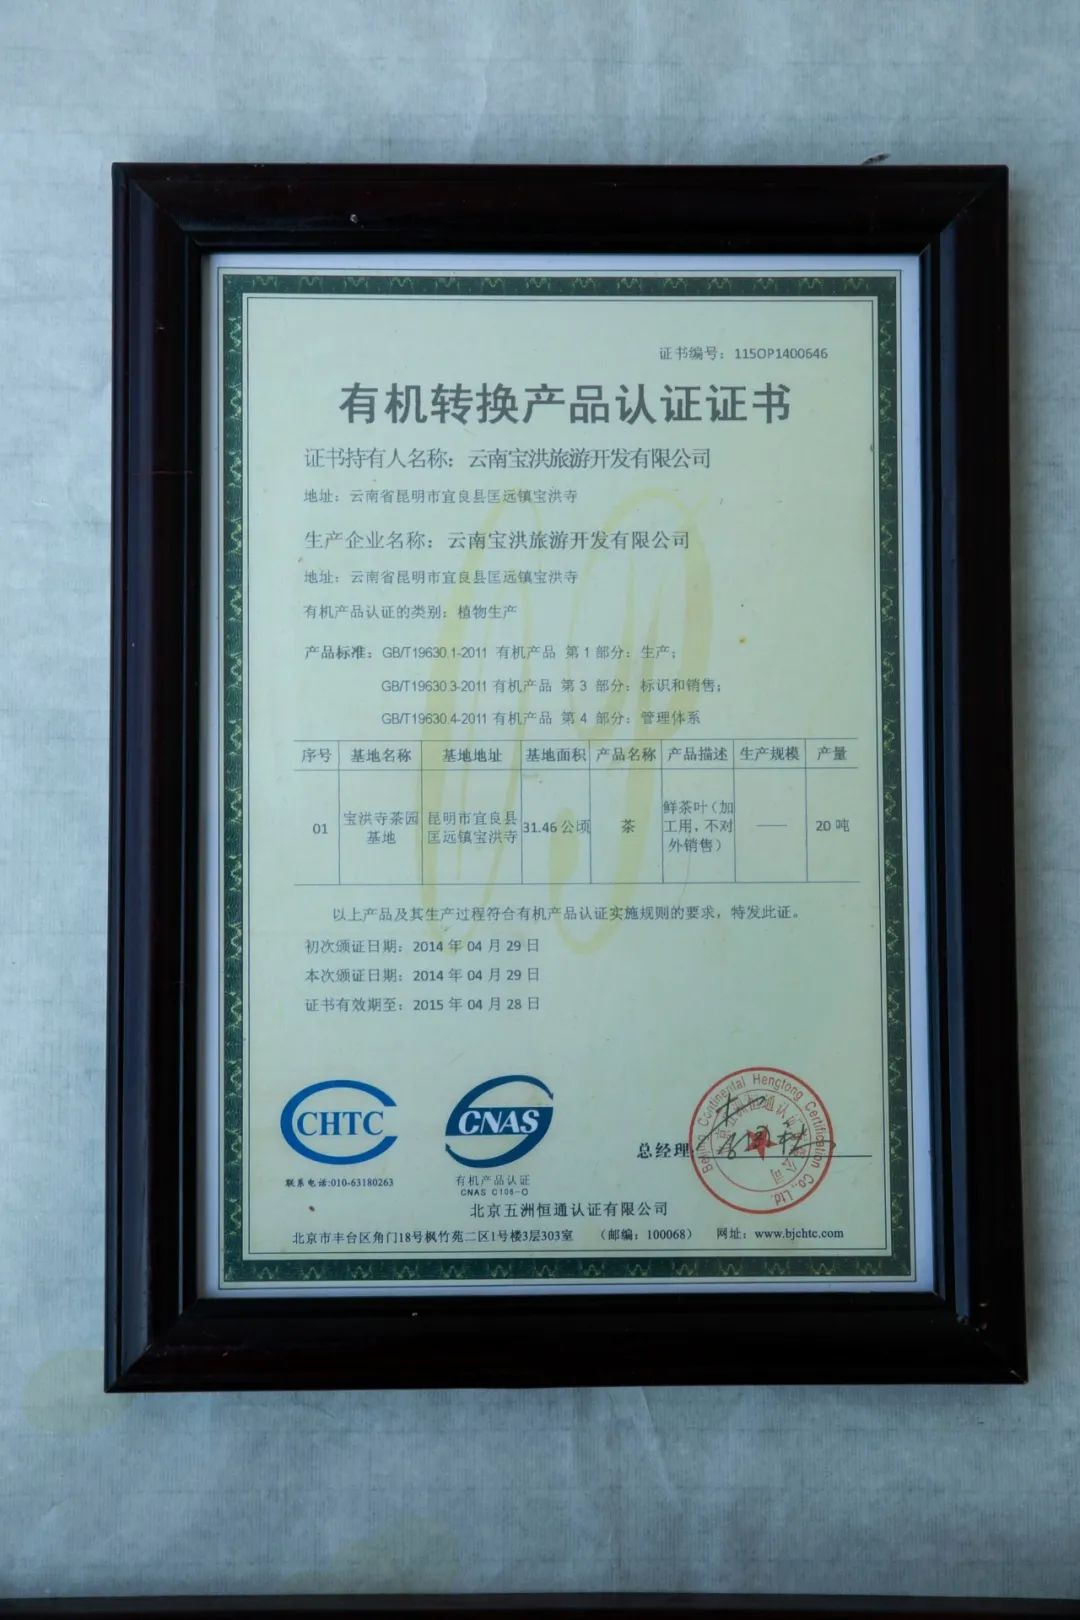 证书编号：115OP1400646
有机转换产品认证证书
证书持有人名称：云南宝洪旅游开发有限公司
地址：云南省昆明市宜良县匡远镇宝洪寺
生产企业名称：云南宝洪旅游开发有限公司
地址：云南省昆明市宜良县匡远镇宝洪寺
有机产品认证的类别：植物生产
产品标准：GB/T19630.1-2011 有机产品 第1部分：生产；
GB/T19630.3-2011 有机产品 第3 部分：标识和销售；
GB/T19630.4-2011 有机产品 第4 部分：管理体系
序号 基地名称 基地地址 基地面积 产品名称 产品描述 生产规模 产量
01 宝洪寺茶园基地 昆明市宜良县匡远镇宝洪寺 31.46公顷 茶 鲜茶叶（加工用，不对外销售） —— 20吨
以上产品及其生产过程符合有机产品认证实施规则的要求，特发此证。
初次颁证日期：2014 年 04 月 29 日
本次颁证日期：2014 年 04 月 29 日
证书有效期至：2015 年 04 月 28 日
CHTC
联系电话:010-63180263
CNAS
有机产品认证
CNAS C106-O
总经理
Beijing Continental Hengtong Certification Co., Ltd.
北京五洲恒通认证有限公司
北京五洲恒通认证有限公司
北京市丰台区角门18号枫竹苑二区1号楼3层303室 （邮编：100068） 网址：www.bjchtc.com